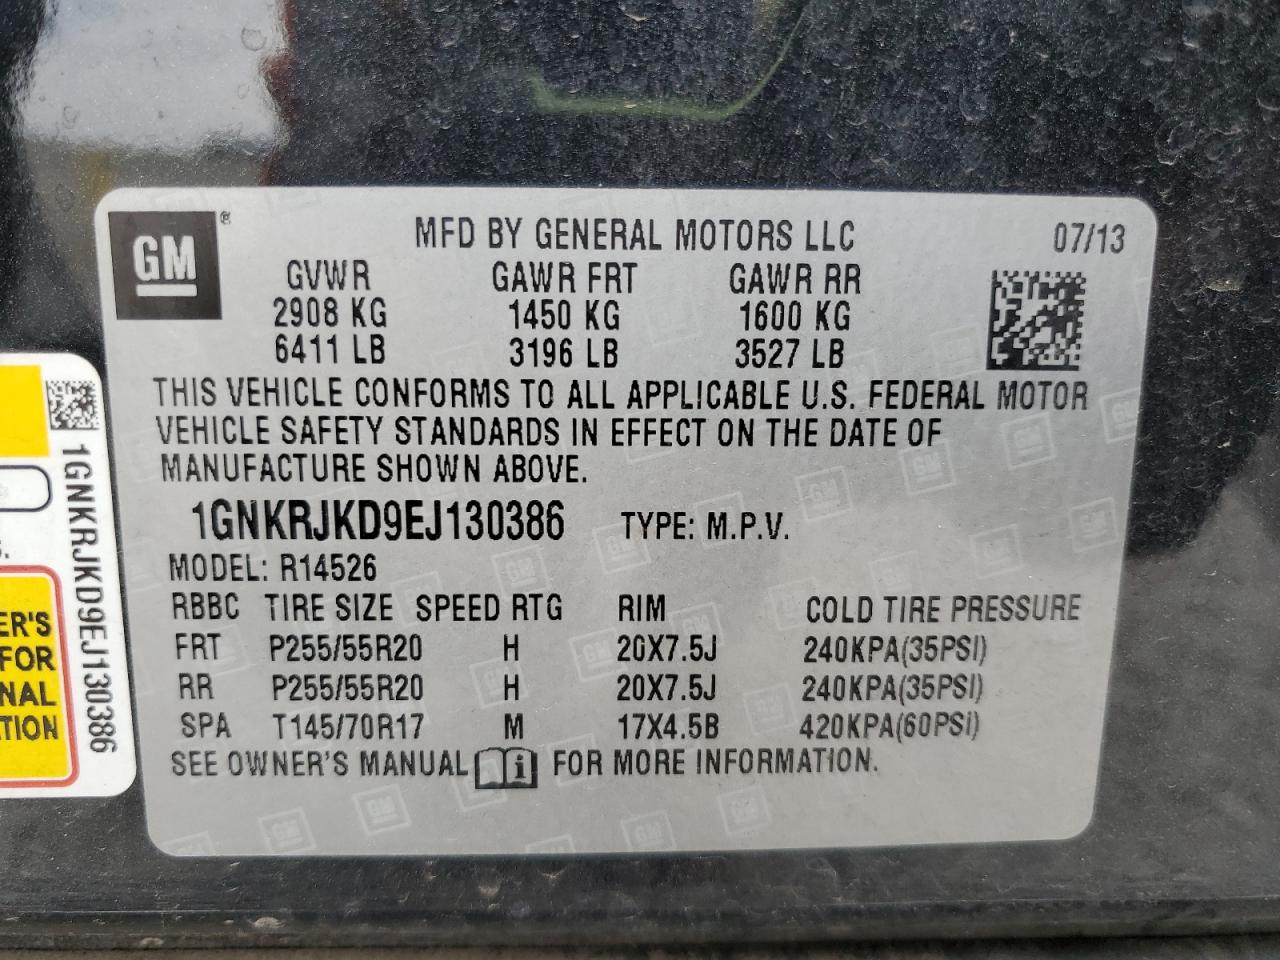 GM®
MFD BY GENERAL MOTORS LLC 07/13
GVWR GAWR FRT GAWR RR
2908 KG 1450 KG 1600 KG
6411 LB 3196 LB 3527 LB
THIS VEHICLE CONFORMS TO ALL APPLICABLE U.S. FEDERAL MOTOR
VEHICLE SAFETY STANDARDS IN EFFECT ON THE DATE OF
MANUFACTURE SHOWN ABOVE.
1GNKRJKD9EJ130386 TYPE: M.P.V.
MODEL: R14526
RBBC TIRE SIZE SPEED RTG RIM COLD TIRE PRESSURE
FRT P255/55R20 H 20X7.5J 240KPA(35PSI)
RR P255/55R20 H 20X7.5J 240KPA(35PSI)
SPA T145/70R17 M 17X4.5B 420KPA(60PSI)
SEE OWNER'S MANUAL i FOR MORE INFORMATION.
1GNKRJKD9EJ130386
ER'S
FOR
NAL
TION